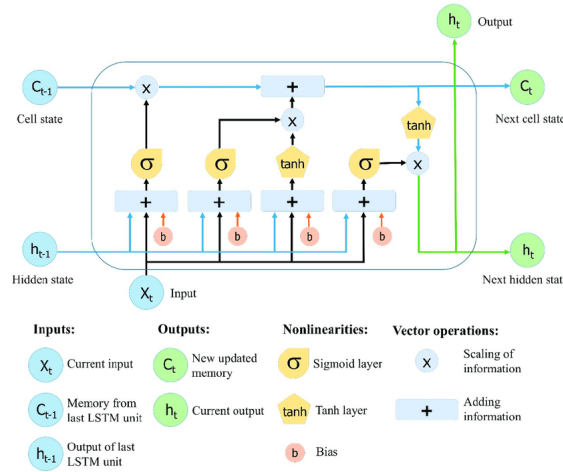 hₜ
Output
Cₜ₋₁
x
+
Cₜ
Cell state
x
tanh
Next cell state
σ
σ
tanh
σ
x
+
+
+
+
hₜ₋₁
b
b
b
b
hₜ
Hidden state
Next hidden stat
Xₜ
Input
Inputs:
Outputs:
Nonlinearities:
Vector operations:
Xₜ
Current input
Cₜ
New updated
memory
σ
Sigmoid layer
x
Scaling of
information
Cₜ₋₁
Memory from
last LSTM unit
hₜ
Current output
tanh
Tanh layer
+
Adding
information
hₜ₋₁
Output of last
LSTM unit
b
Bias